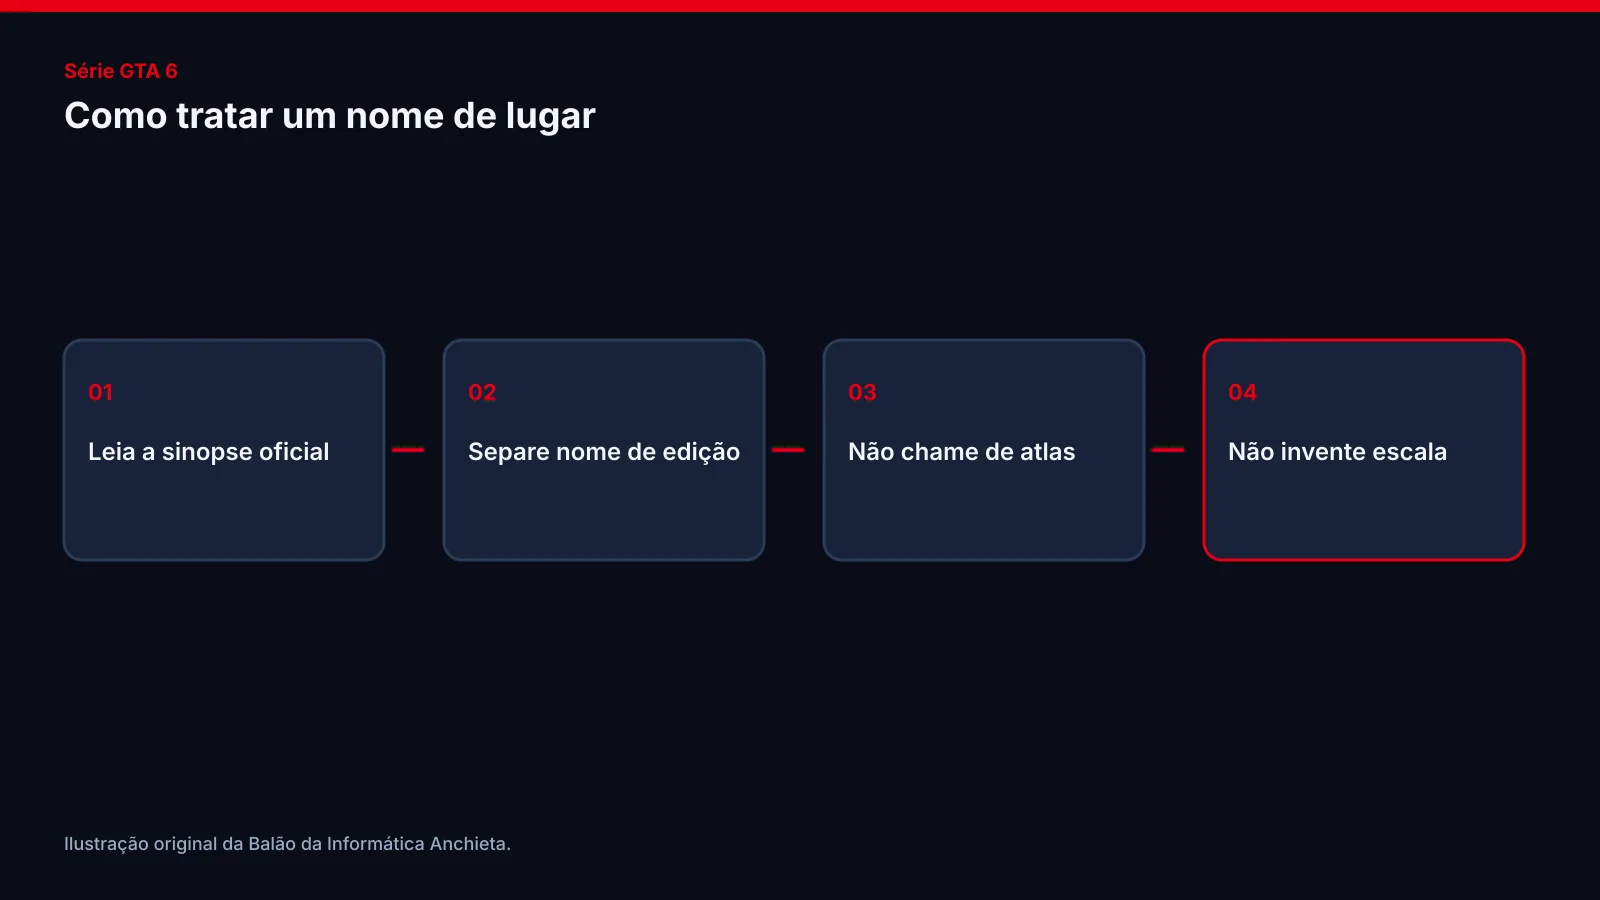 Série GTA 6
Como tratar um nome de lugar
01
Leia a sinopse oficial
02
Separe nome de edição
03
Não chame de atlas
04
Não invente escala
Ilustração original da Balão da Informática Anchieta.